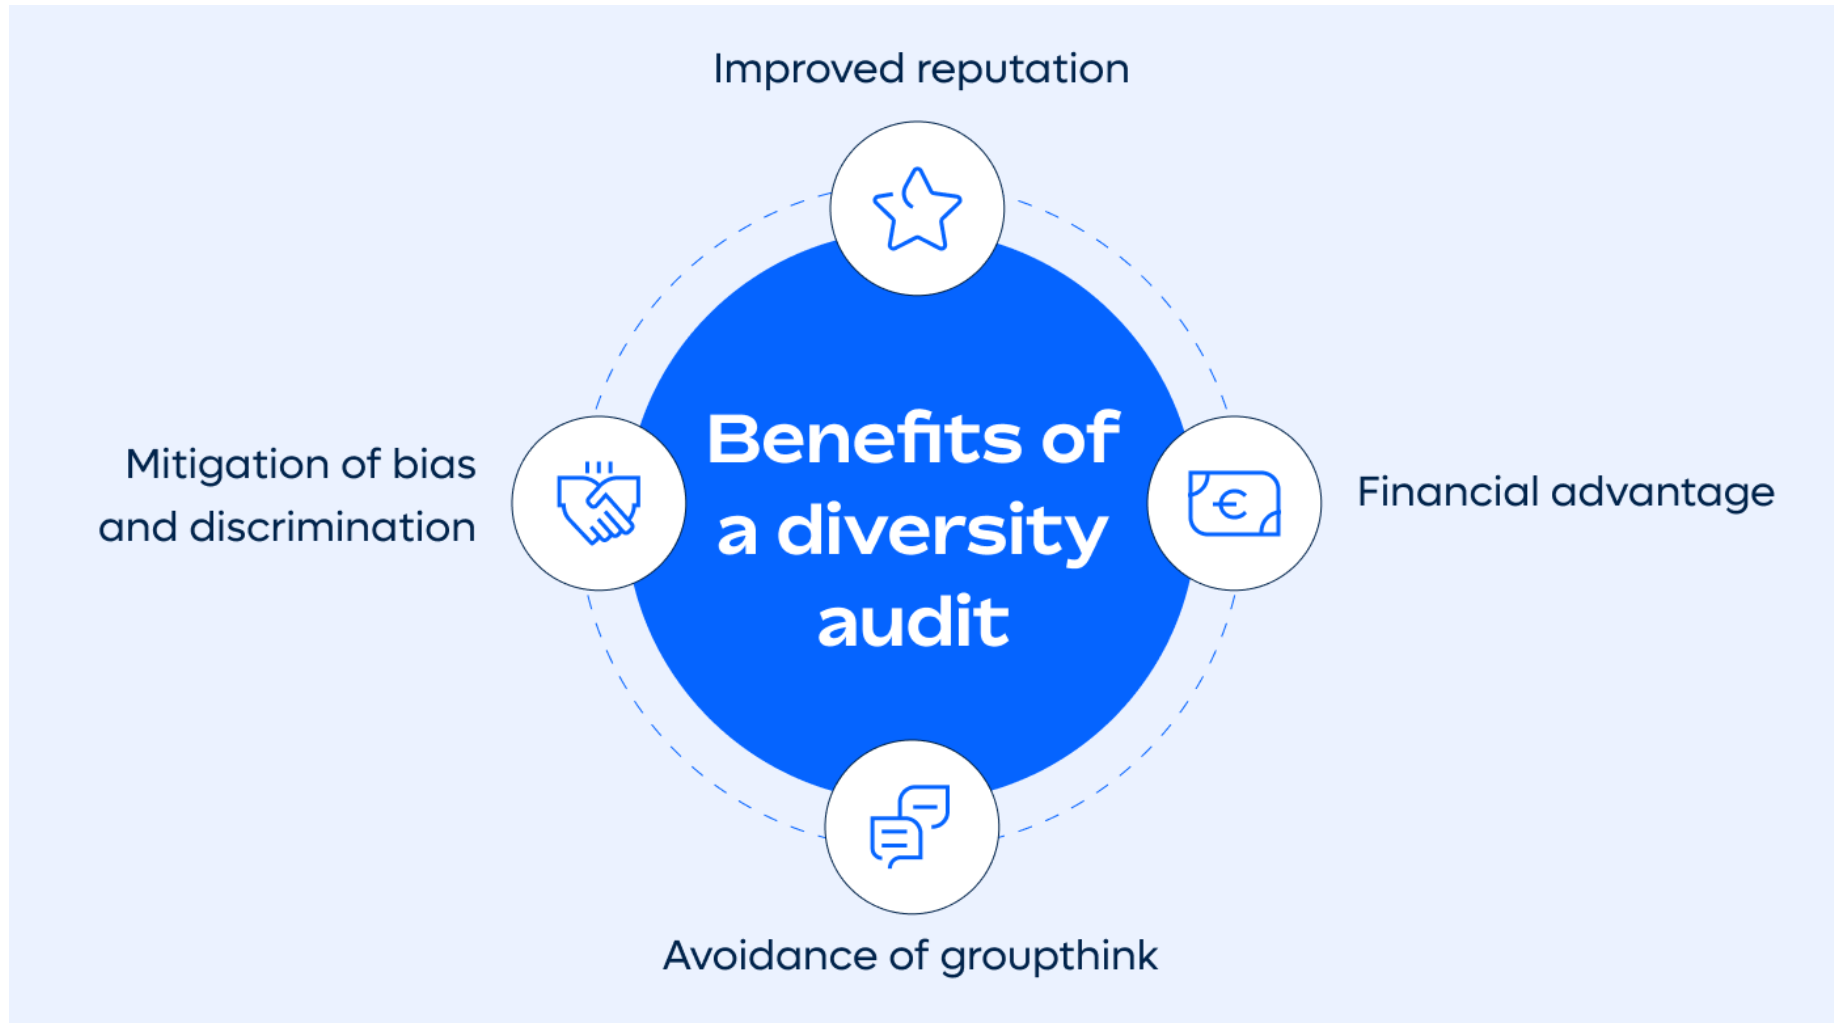 Improved reputation
Benefits of
a diversity
audit
Mitigation of bias
and discrimination
€
Financial advantage
Avoidance of groupthink